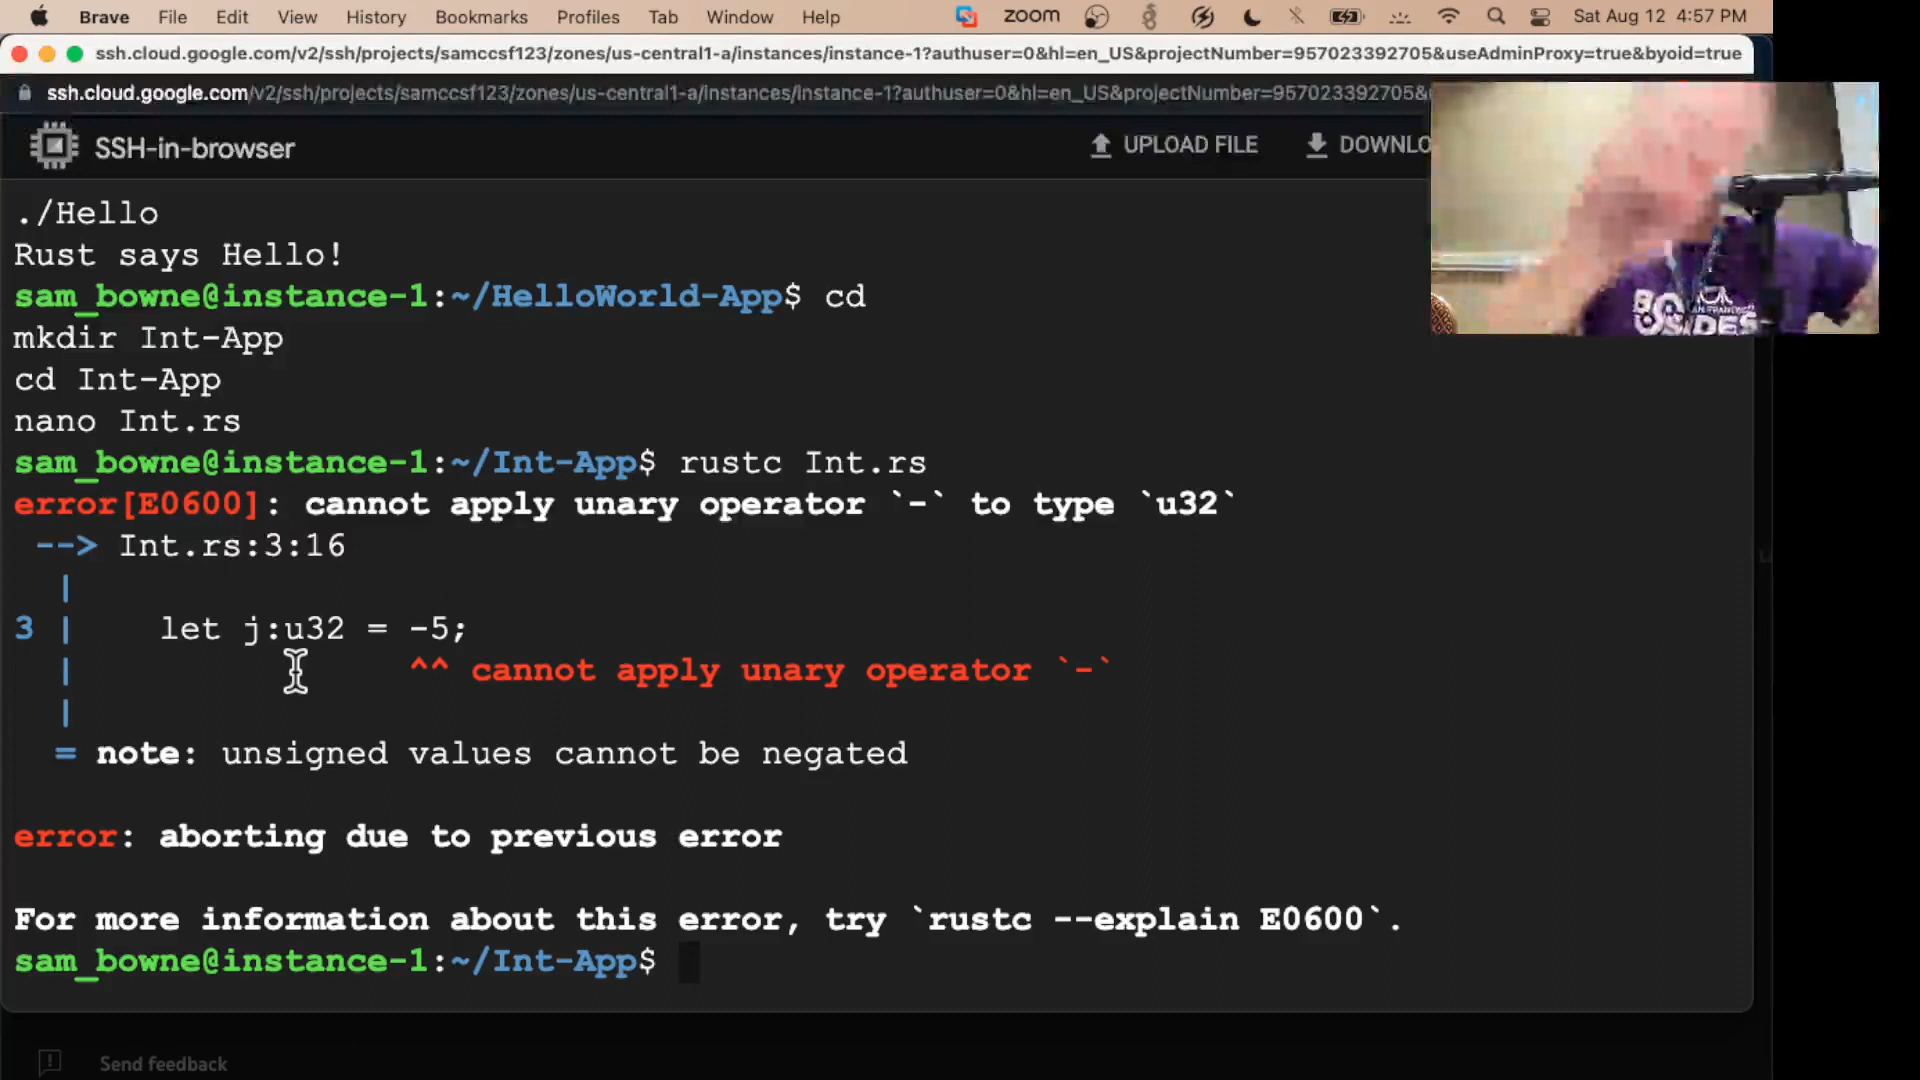 Brave File Edit View History Bookmarks Profiles Tab Window Help zoom Sat Aug 12 4:57 PM
ssh.cloud.google.com/v2/ssh/projects/samccsf123/zones/us-central1-a/instances/instance-1?authuser=0&hl=en_US&projectNumber=957023392705&useAdminProxy=true&byoid=true
ssh.cloud.google.com/v2/ssh/projects/samccsf123/zones/us-central1-a/instances/instance-1?authuser=0&hl=en_US&projectNumber=957023392705&
SSH-in-browser UPLOAD FILE DOWNLO
./Hello
Rust says Hello!
sam_bowne@instance-1:~/HelloWorld-App$ cd
mkdir Int-App
cd Int-App
nano Int.rs
sam_bowne@instance-1:~/Int-App$ rustc Int.rs
error[E0600]: cannot apply unary operator `-` to type `u32`
--> Int.rs:3:16
|
3 | let j:u32 = -5;
| ^^ cannot apply unary operator `-`
|
= note: unsigned values cannot be negated
error: aborting due to previous error
For more information about this error, try `rustc --explain E0600`.
sam_bowne@instance-1:~/Int-App$
Send feedback